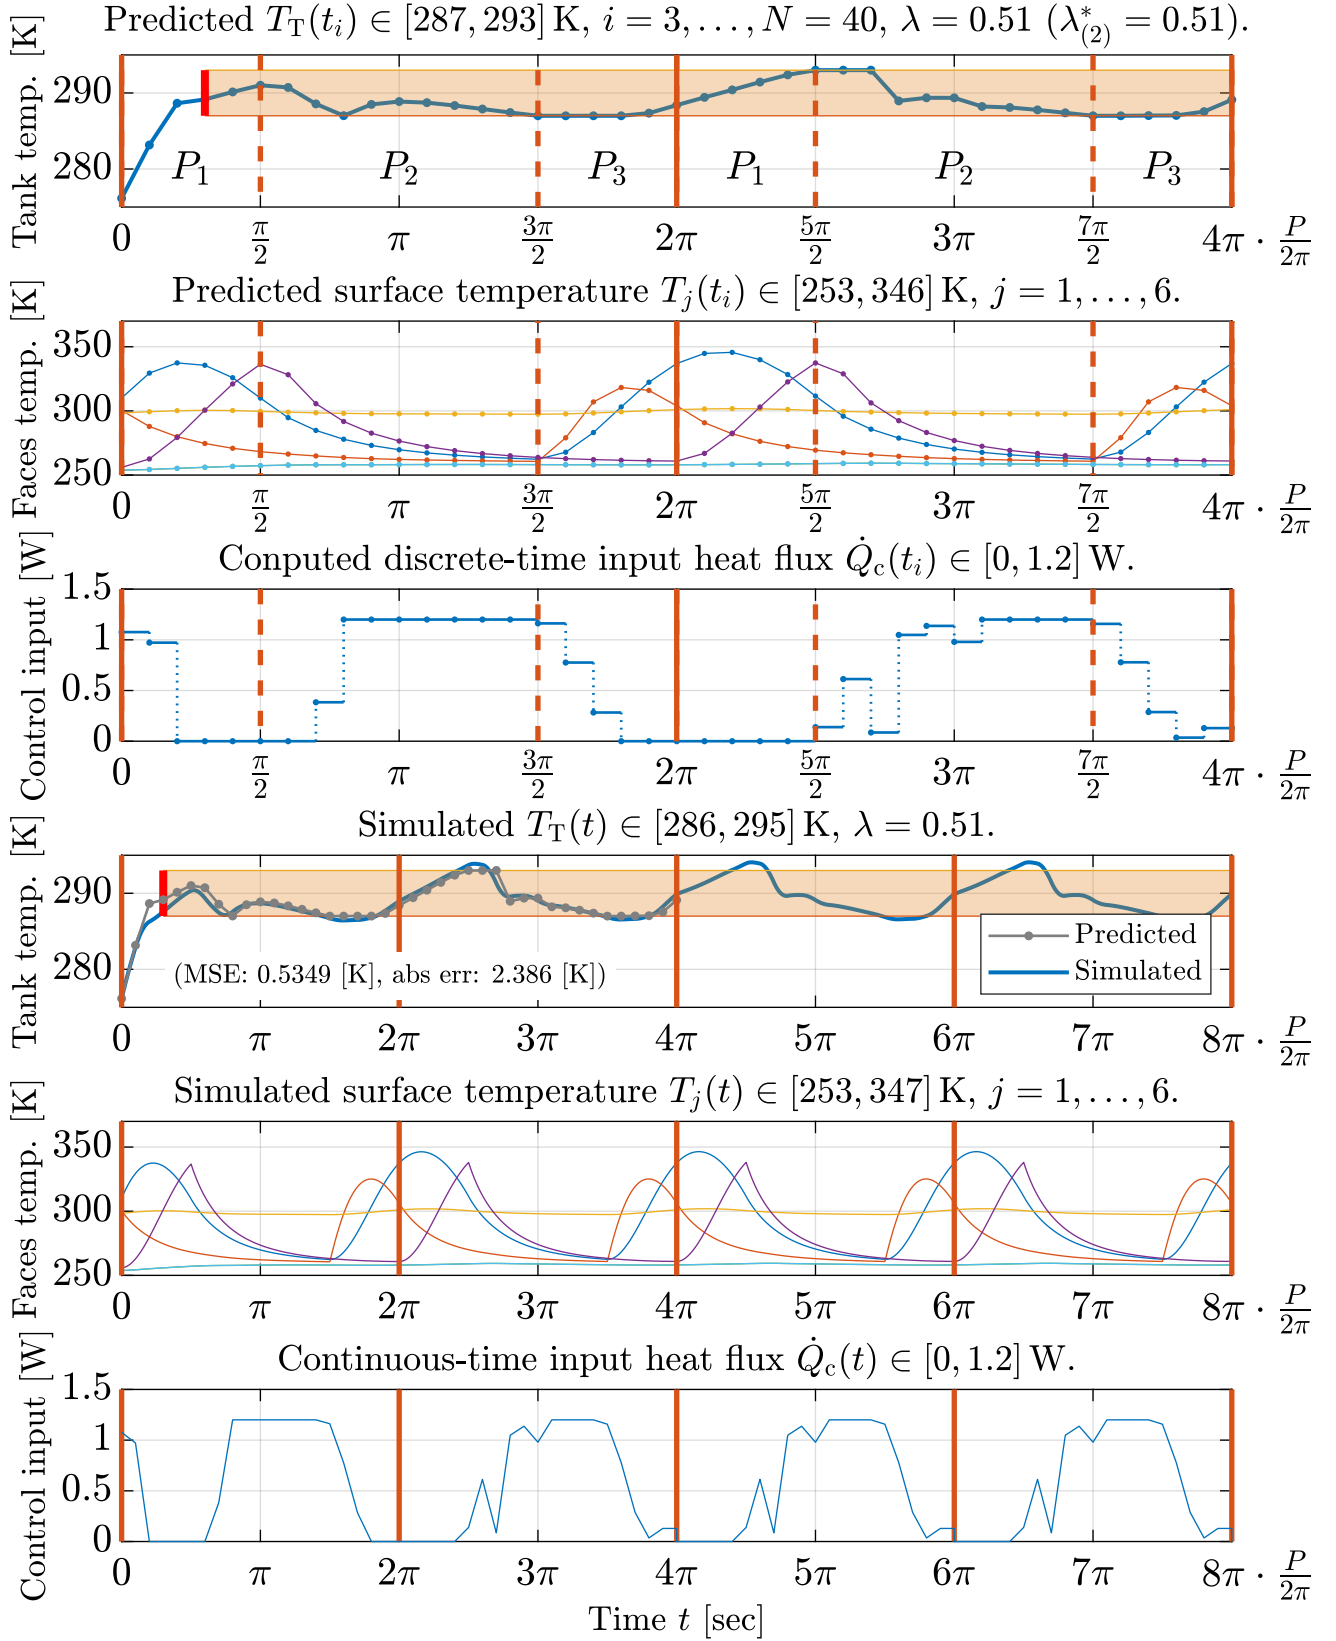 Predicted T_T(t_i) ∈ [287, 293] K, i = 3, . . . , N = 40, λ = 0.51 (λ*_(2) = 0.51).
Tank temp. [K]
290
280
P_1
P_2
P_3
P_1
P_2
P_3
0 π/2 π 3π/2 2π 5π/2 3π 7π/2 4π · P/2π
Predicted surface temperature T_j(t_i) ∈ [253, 346] K, j = 1, . . . , 6.
Faces temp. [K]
350
300
250
0 π/2 π 3π/2 2π 5π/2 3π 7π/2 4π · P/2π
Conputed discrete-time input heat flux Q̇_c(t_i) ∈ [0, 1.2] W.
Control input [W]
1.5
1
0.5
0
0 π/2 π 3π/2 2π 5π/2 3π 7π/2 4π · P/2π
Simulated T_T(t) ∈ [286, 295] K, λ = 0.51.
Tank temp. [K]
290
280
(MSE: 0.5349 [K], abs err: 2.386 [K])
Predicted
Simulated
0 π 2π 3π 4π 5π 6π 7π 8π · P/2π
Simulated surface temperature T_j(t) ∈ [253, 347] K, j = 1, . . . , 6.
Faces temp. [K]
350
300
250
0 π 2π 3π 4π 5π 6π 7π 8π · P/2π
Continuous-time input heat flux Q̇_c(t) ∈ [0, 1.2] W.
Control input [W]
1.5
1
0.5
0
0 π 2π 3π 4π 5π 6π 7π 8π · P/2π
Time t [sec]